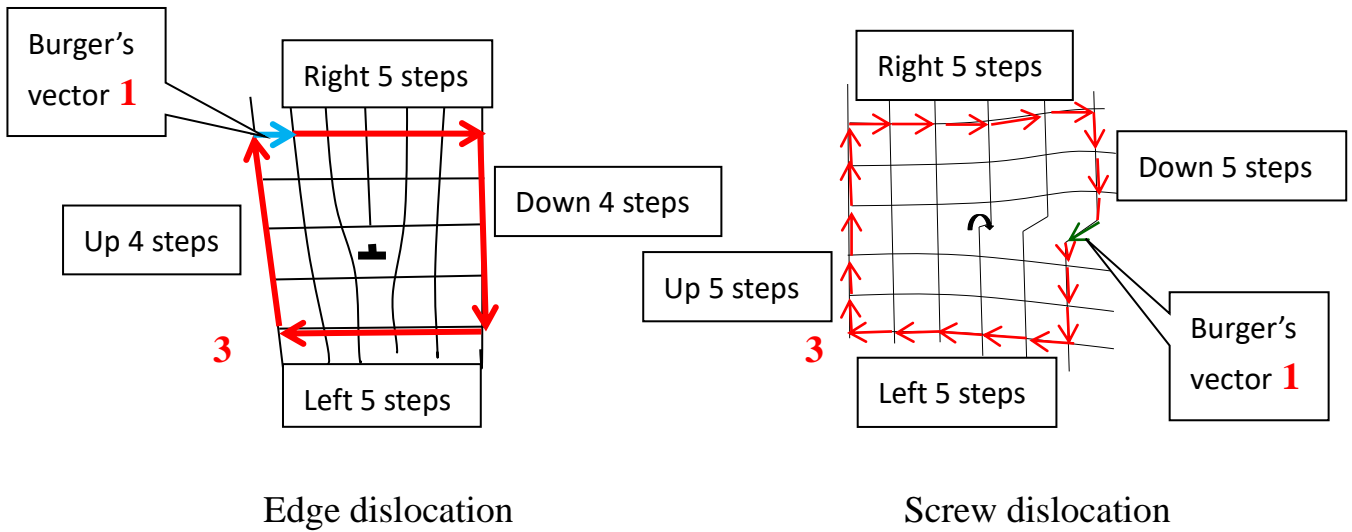 Burger’s
vector 1
Right 5 steps
Down 4 steps
Up 4 steps
3
Left 5 steps
Edge dislocation
Right 5 steps
Down 5 steps
Up 5 steps
3
Left 5 steps
Burger’s
vector 1
Screw dislocation